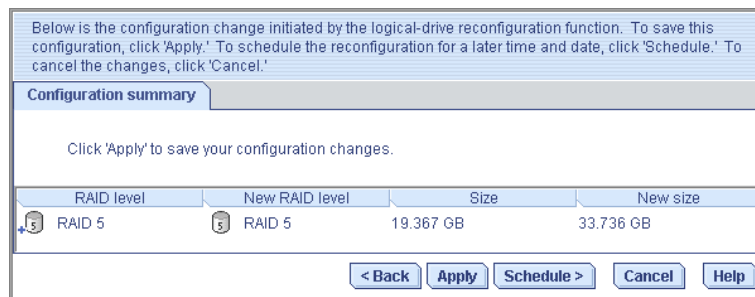 Below is the configuration change initiated by the logical-drive reconfiguration function. To save this
configuration, click 'Apply.' To schedule the reconfiguration for a later time and date, click 'Schedule.' To
cancel the changes, click 'Cancel.'
Configuration summary
Click 'Apply' to save your configuration changes.
RAID level New RAID level Size New size
5 RAID 5 5 RAID 5 19.367 GB 33.736 GB
< Back Apply Schedule > Cancel Help